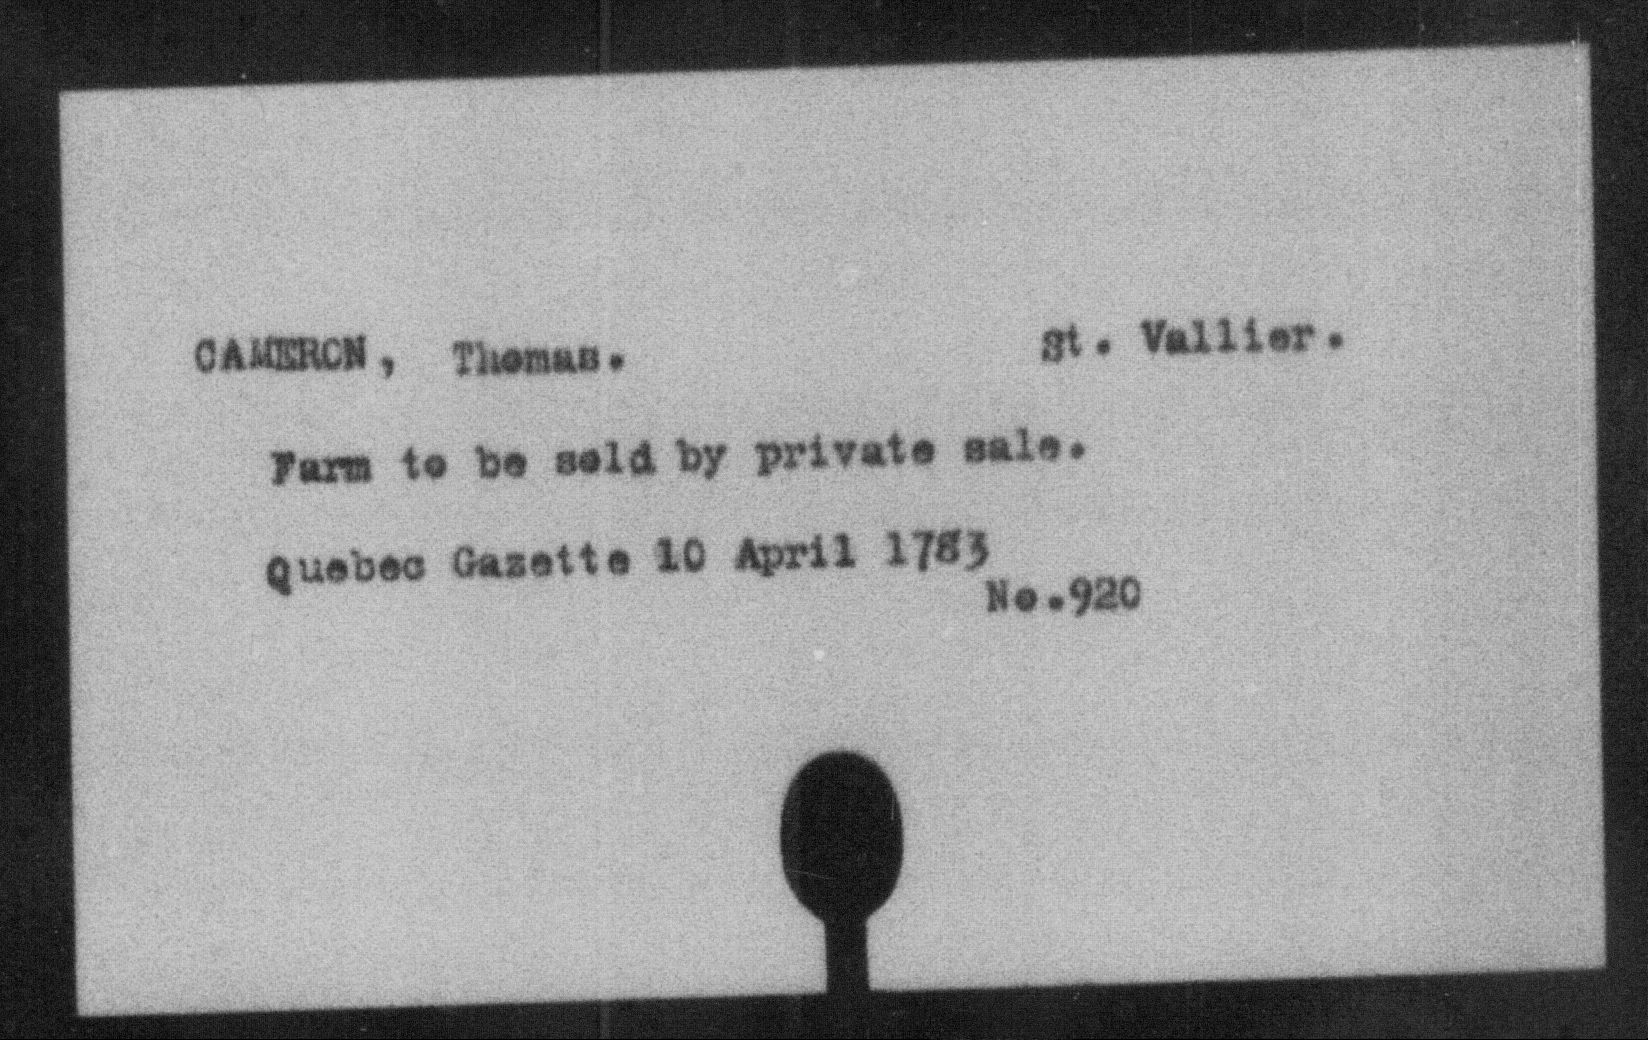 CAMERON, Thomas. St. Vallier.
Farm to be sold by private sale.
Quebec Gazette 10 April 1783
No.920